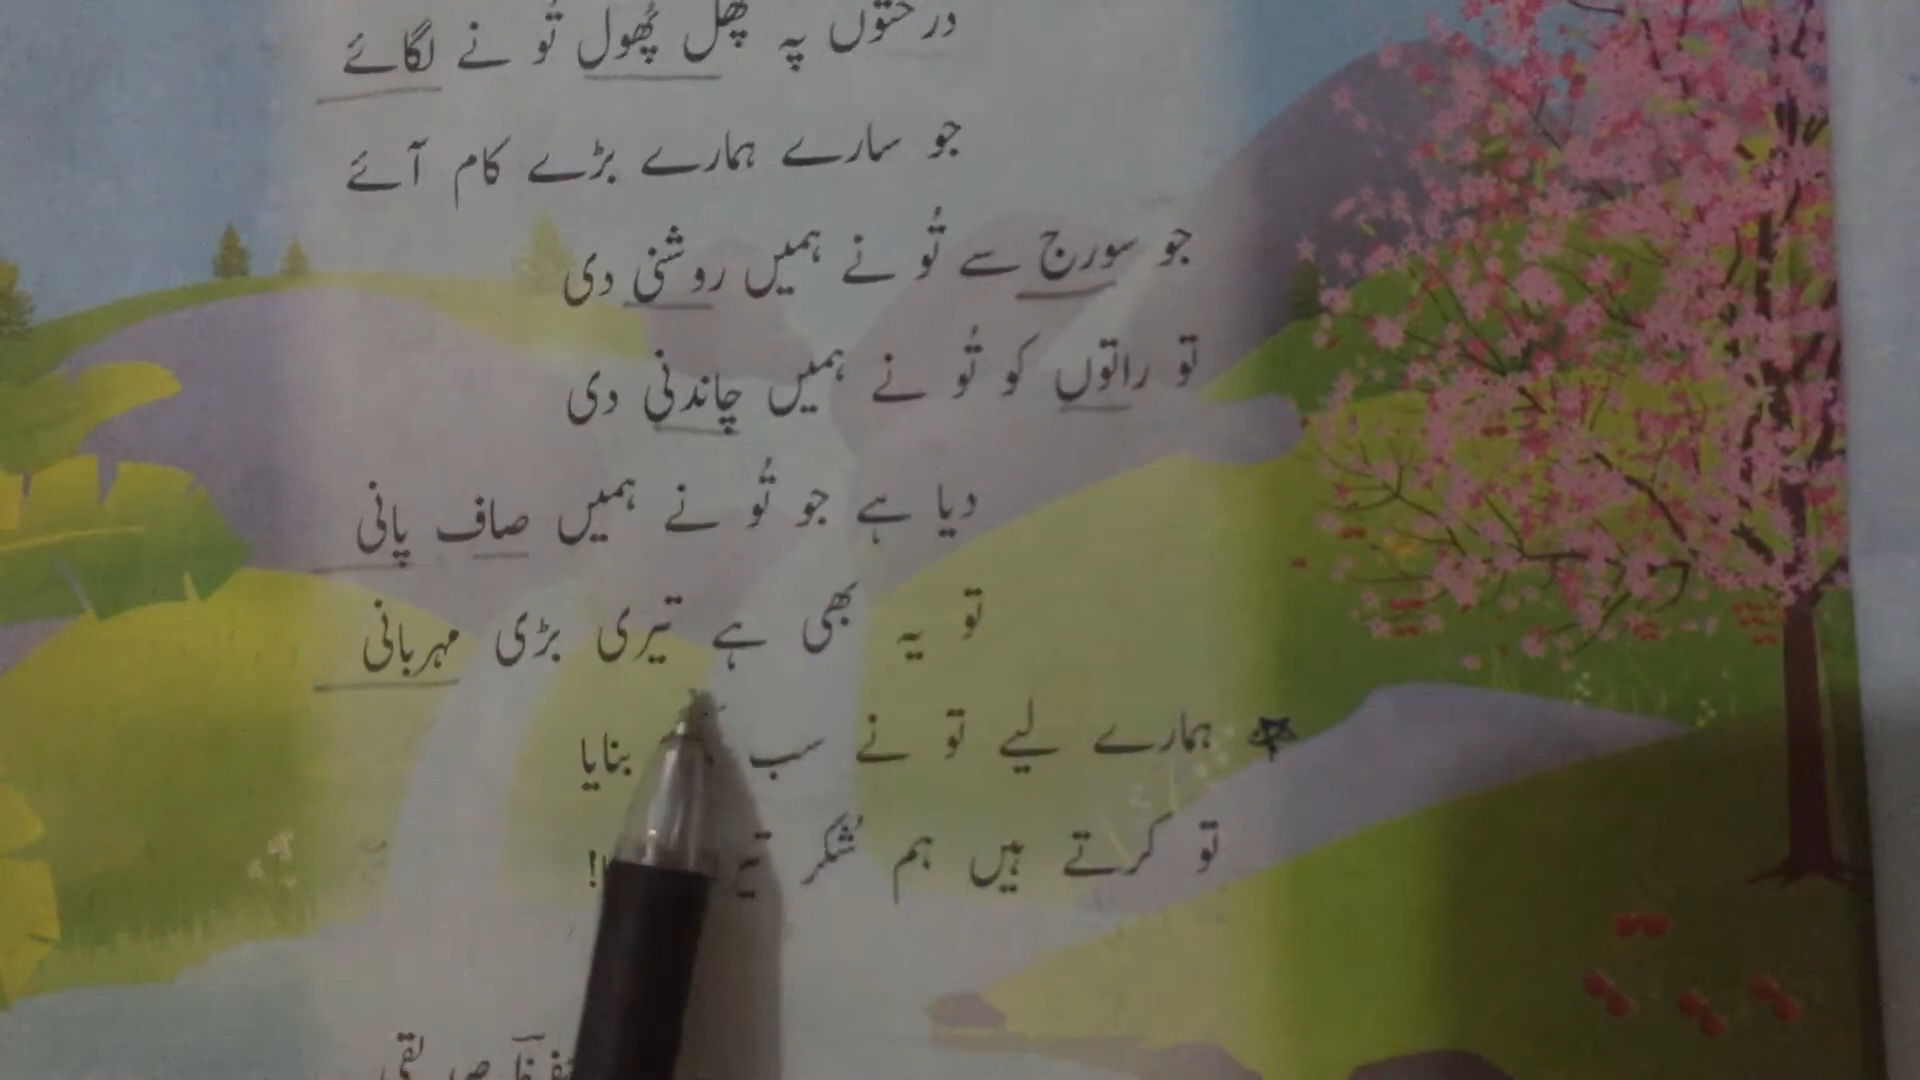 درختوں پہ پھل پُھول تُو نے لگائے
جو سارے ہمارے بڑے کام آئے
جو سورج سے تُو نے ہمیں روشنی دی
تو راتوں کو تُو نے ہمیں چاندنی دی
دیا ہے جو تُو نے ہمیں صاف پانی
تو یہ بھی ہے تیری بڑی مہربانی
ہمارے لیے تو نے سب بنایا
تو کرتے ہیں ہم شُکر !